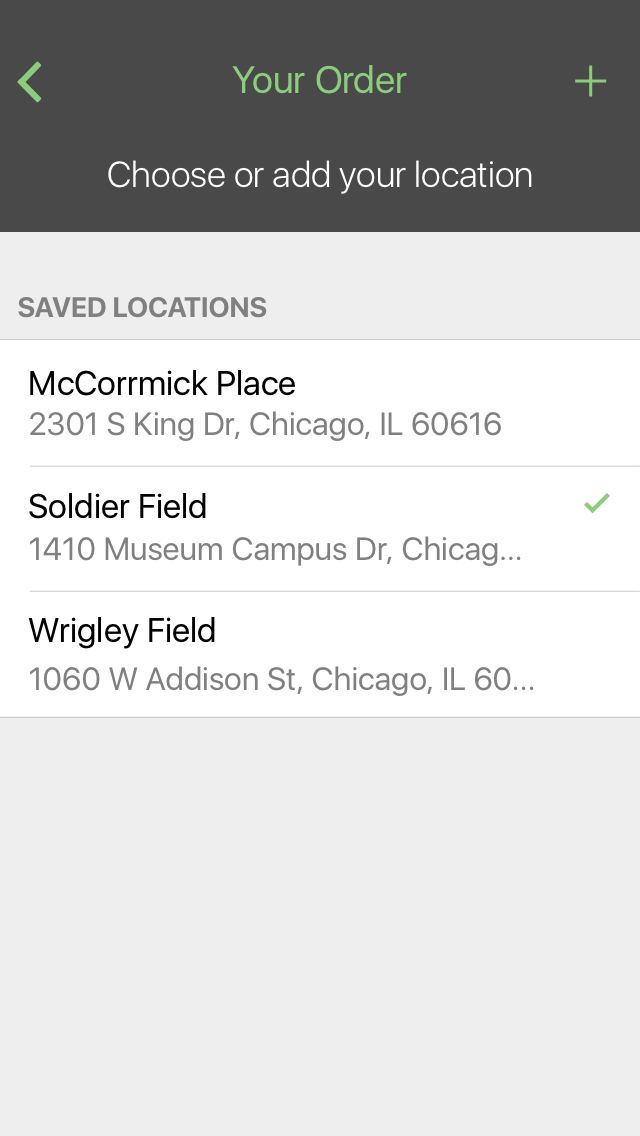 Your Order
Choose or add your location
SAVED LOCATIONS
McCorrmick Place
2301 S King Dr, Chicago, IL 60616
Soldier Field
1410 Museum Campus Dr, Chicag...
Wrigley Field
1060 W Addison St, Chicago, IL 60...